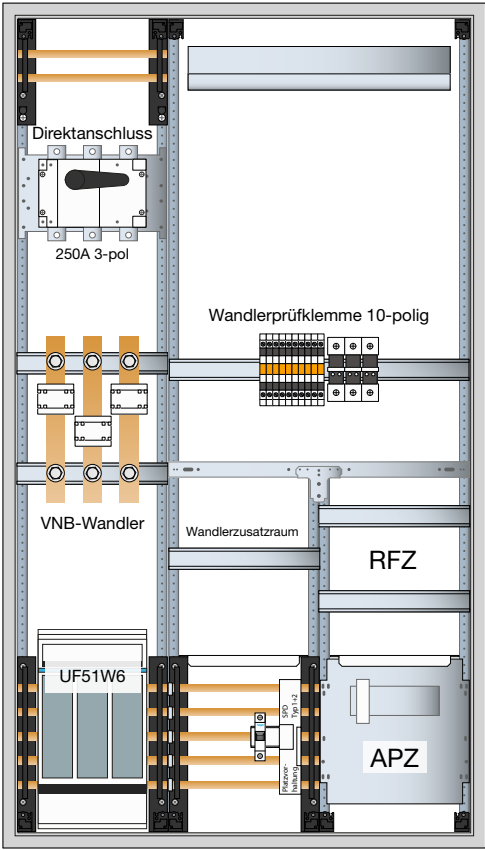 Direktanschluss
250A 3-pol
Wandlerprüfklemme 10-polig
VNB-Wandler
Wandlerzusatzraum
RFZ
UF51W6
SPD
Typ 1+2
Platzvor-
haltung
APZ